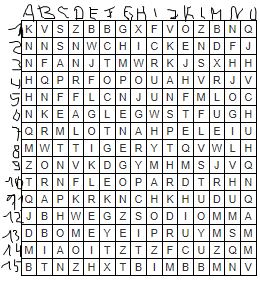 A B C D E F G H I J K L M N O
1 K V S Z B B G X F V O Z B N Q
2 N N S N W C H I C K E N D F J
3 N F A N J T M W R K J S X H H
4 H Q P R F O P O U A H V R J V
5 H N F F L C N J U N F M L O C
6 N K E A G L E G W S T F U G H
7 Q R M L O T N A H P E L E I U
8 M W T T I G E R Y T Q V W L H
9 Z O N V K D G Y M H M S J V Q
10 T R N F L E O P A R D T R H N
11 Q A P K R K N C H K H U D U Q
12 J B H W E G Z S O D I O M M A
13 D B O M E Y E I P R U Y M S M
14 M I A O I T Z T Z F C U Z Q M
15 B T N Z H X T B I M B B M N V